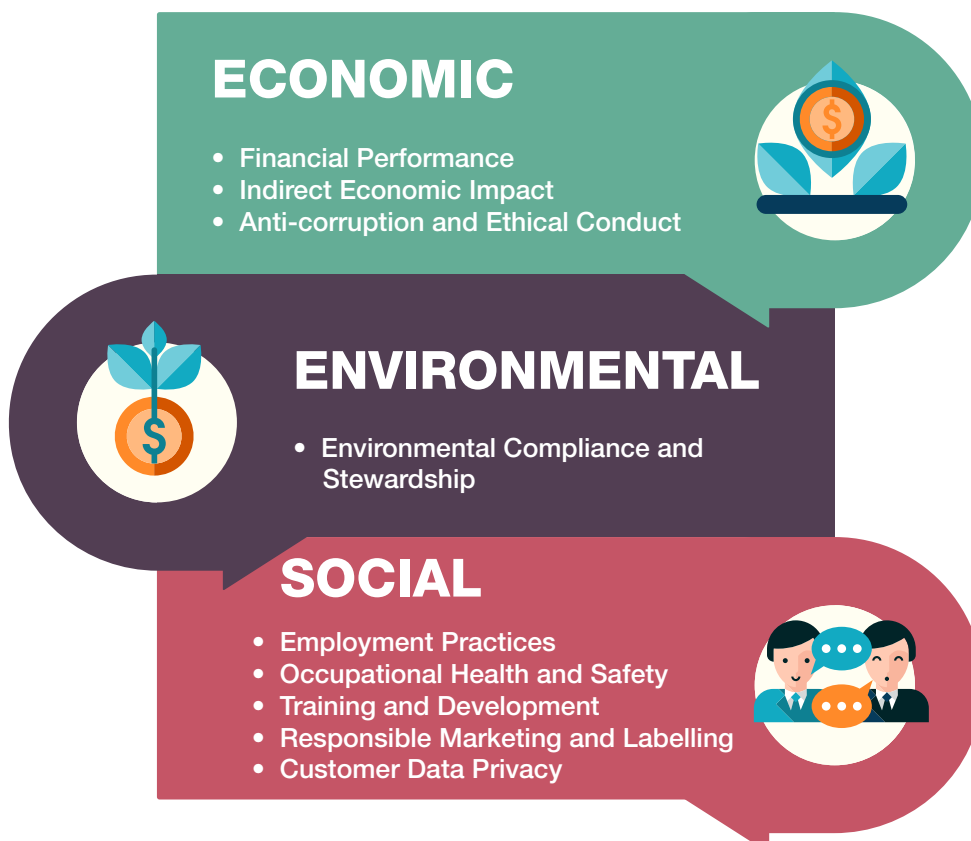 ECONOMIC
• Financial Performance
• Indirect Economic Impact
• Anti-corruption and Ethical Conduct
$
ENVIRONMENTAL
• Environmental Compliance and
Stewardship
$
SOCIAL
• Employment Practices
• Occupational Health and Safety
• Training and Development
• Responsible Marketing and Labelling
• Customer Data Privacy